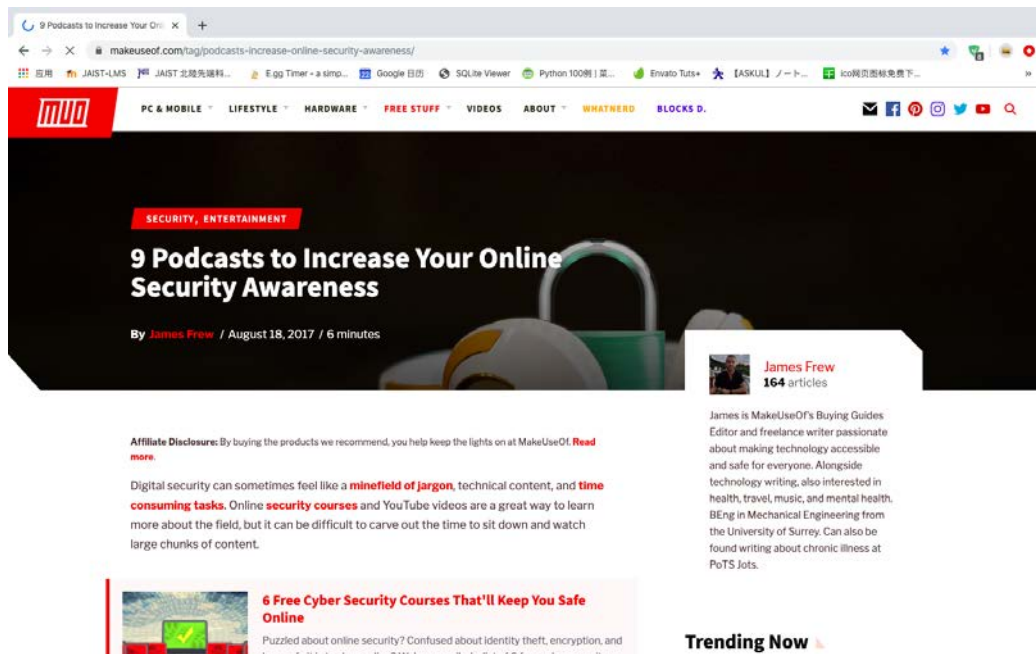 9 Podcasts to Increase Your Onl
makeuseof.com/tag/podcasts-increase-online-security-awareness/
应用 JAIST-LMS JAIST 北陸先端科... E.gg Timer - a simp... Google 日历 SQLite Viewer Python 100例 | 菜... Envato Tuts+ 【ASKUL】ノート... ico网页图标免费下... »
MUO PC & MOBILE LIFESTYLE HARDWARE FREE STUFF VIDEOS ABOUT WHATNERD BLOCKS D.
SECURITY, ENTERTAINMENT
9 Podcasts to Increase Your Online
Security Awareness
By James Frew / August 18, 2017 / 6 minutes
Affiliate Disclosure: By buying the products we recommend, you help keep the lights on at MakeUseOf. Read
more.
Digital security can sometimes feel like a minefield of jargon, technical content, and time
consuming tasks. Online security courses and YouTube videos are a great way to learn
more about the field, but it can be difficult to carve out the time to sit down and watch
large chunks of content.
6 Free Cyber Security Courses That'll Keep You Safe
Online
Puzzled about online security? Confused about identity theft, encryption, and
James Frew
164 articles
James is MakeUseOf's Buying Guides
Editor and freelance writer passionate
about making technology accessible
and safe for everyone. Alongside
technology writing, also interested in
health, travel, music, and mental health.
BEng in Mechanical Engineering from
the University of Surrey. Can also be
found writing about chronic illness at
PoTS Jots.
Trending Now